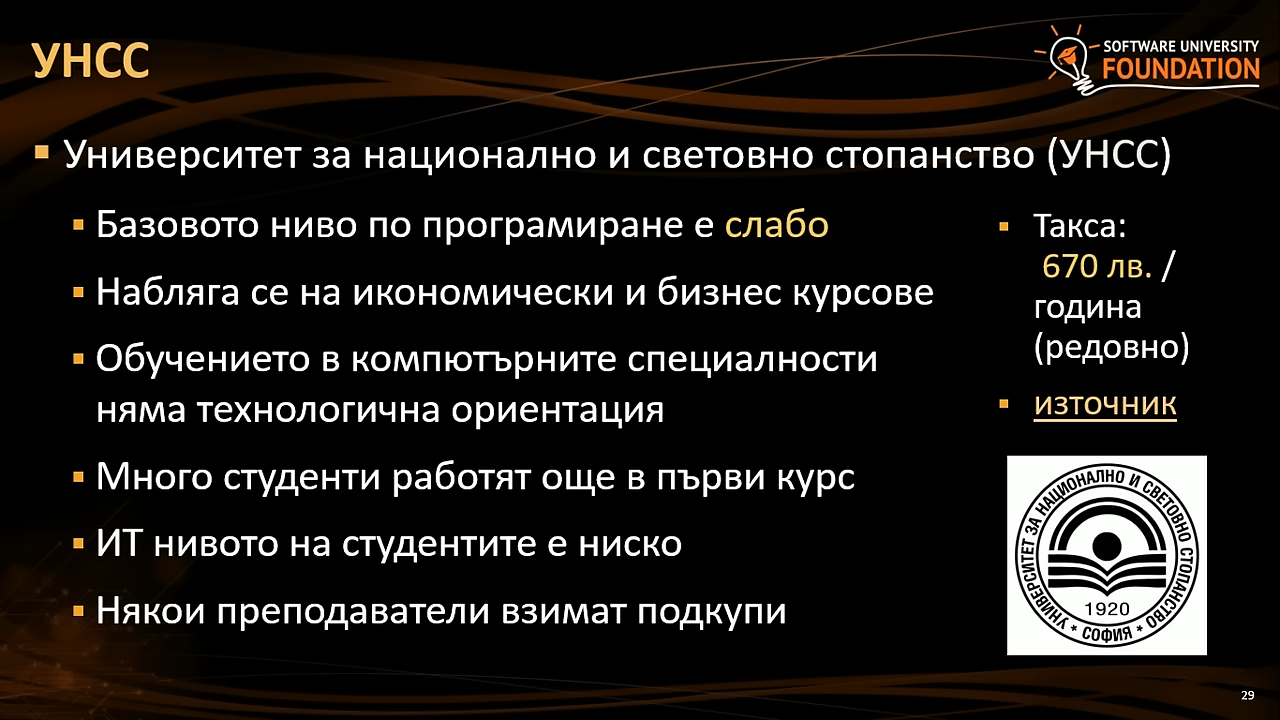 УНСС
SOFTWARE UNIVERSITY
FOUNDATION
Университет за национално и световно стопанство (УНСС)
Базовото ниво по програмиране е слабо
Набляга се на икономически и бизнес курсове
Обучението в компютърните специалности
няма технологична ориентация
Много студенти работят още в първи курс
ИТ нивото на студентите е ниско
Някои преподаватели взимат подкупи
Такса:
670 лв. /
година
(редовно)
източник
УНИВЕРСИТЕТ ЗА НАЦИОНАЛНО И СВЕТОВНО СТОПАНСТВО
1920
* СОФИЯ *
29